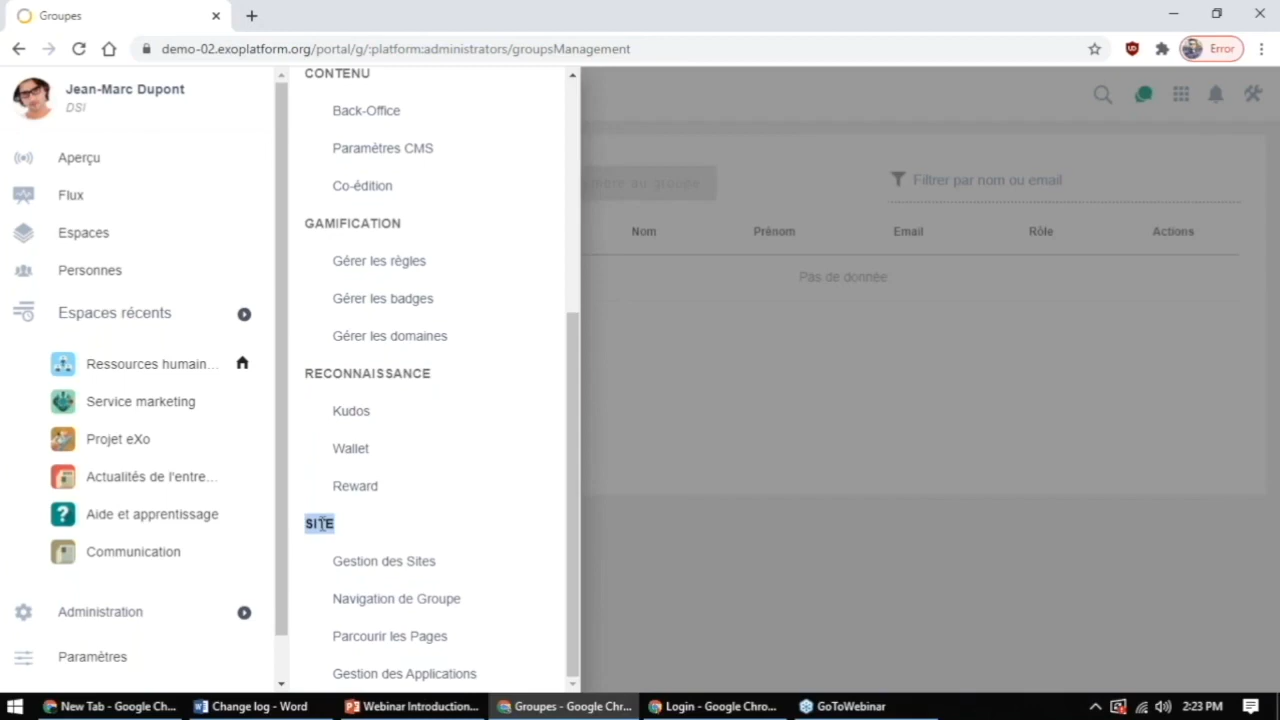 Groupes
demo-02.exoplatform.org/portal/g/:platform:administrators/groupsManagement
Error
Jean-Marc Dupont
DSI
Aperçu
Flux
Espaces
Personnes
Espaces récents
Ressources humain...
Service marketing
Projet eXo
Actualités de l'entre...
Aide et apprentissage
Communication
Administration
Paramètres
CONTENU
Back-Office
Paramètres CMS
Co-édition
GAMIFICATION
Gérer les règles
Gérer les badges
Gérer les domaines
RECONNAISSANCE
Kudos
Wallet
Reward
SITE
Gestion des Sites
Navigation de Groupe
Parcourir les Pages
Gestion des Applications
au groupe
Filtrer par nom ou email
Nom Prénom Email Rôle Actions
Pas de donnée
New Tab - Google Ch...
Change log - Word
Webinar Introduction...
Groupes - Google Chr...
Login - Google Chro...
GoToWebinar
2:23 PM